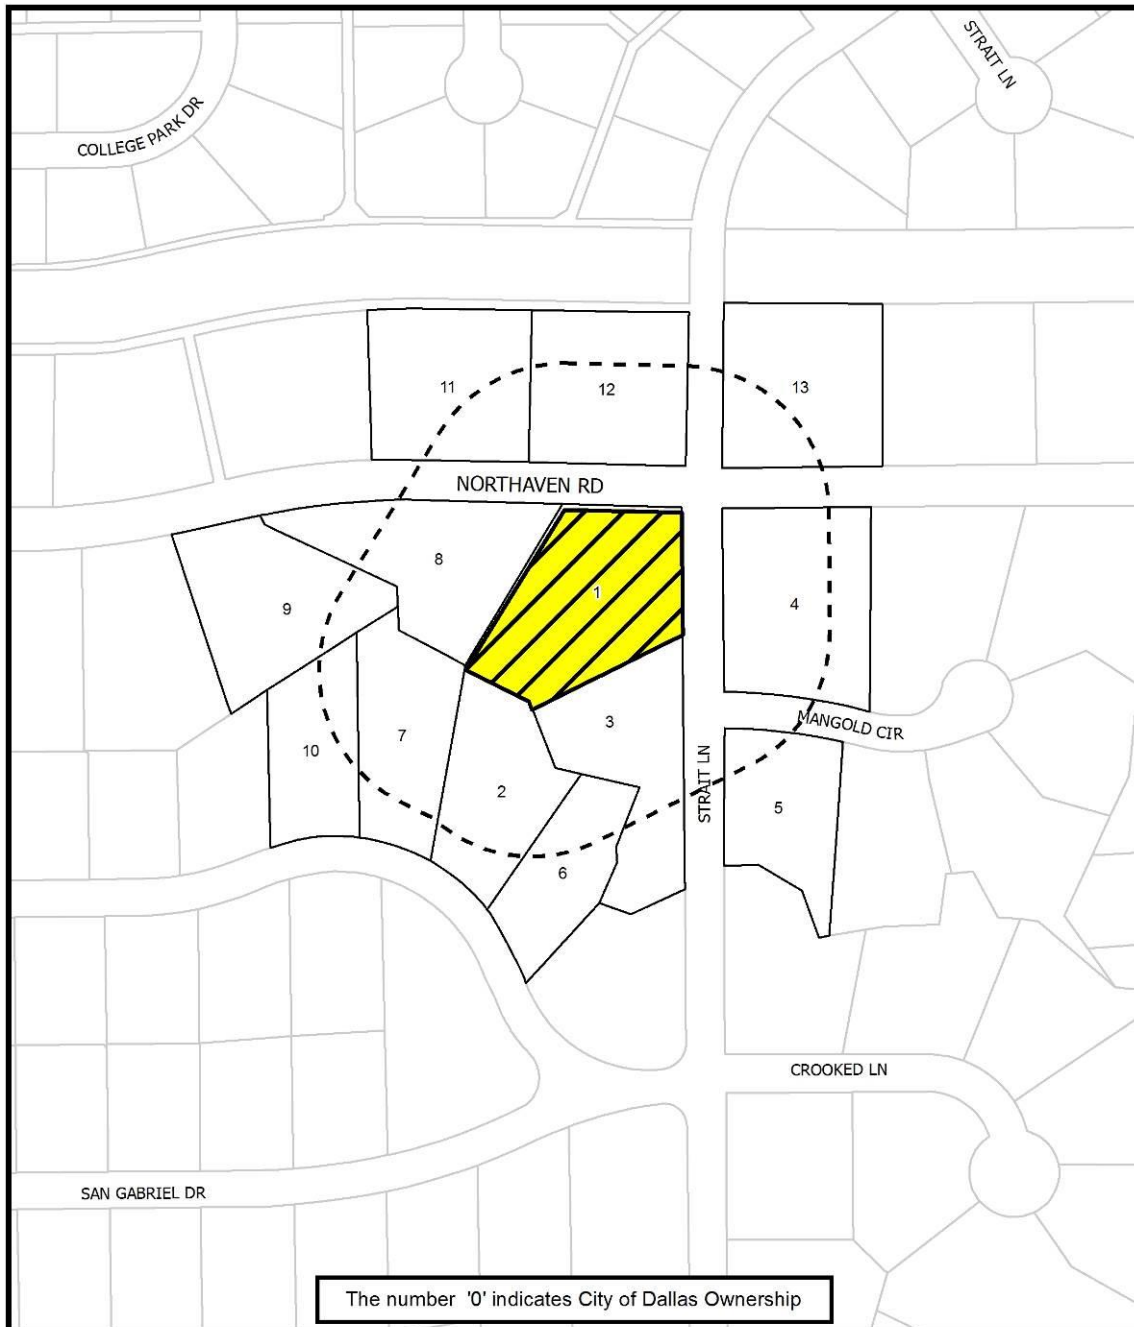 STRAIT LN
COLLEGE PARK DR
11
12
13
NORTHAVEN RD
8
1
4
9
3
MANGOLD CIR
10
7
STRAIT LN
2
5
6
CROOKED LN
SAN GABRIEL DR
The number '0' indicates City of Dallas Ownership